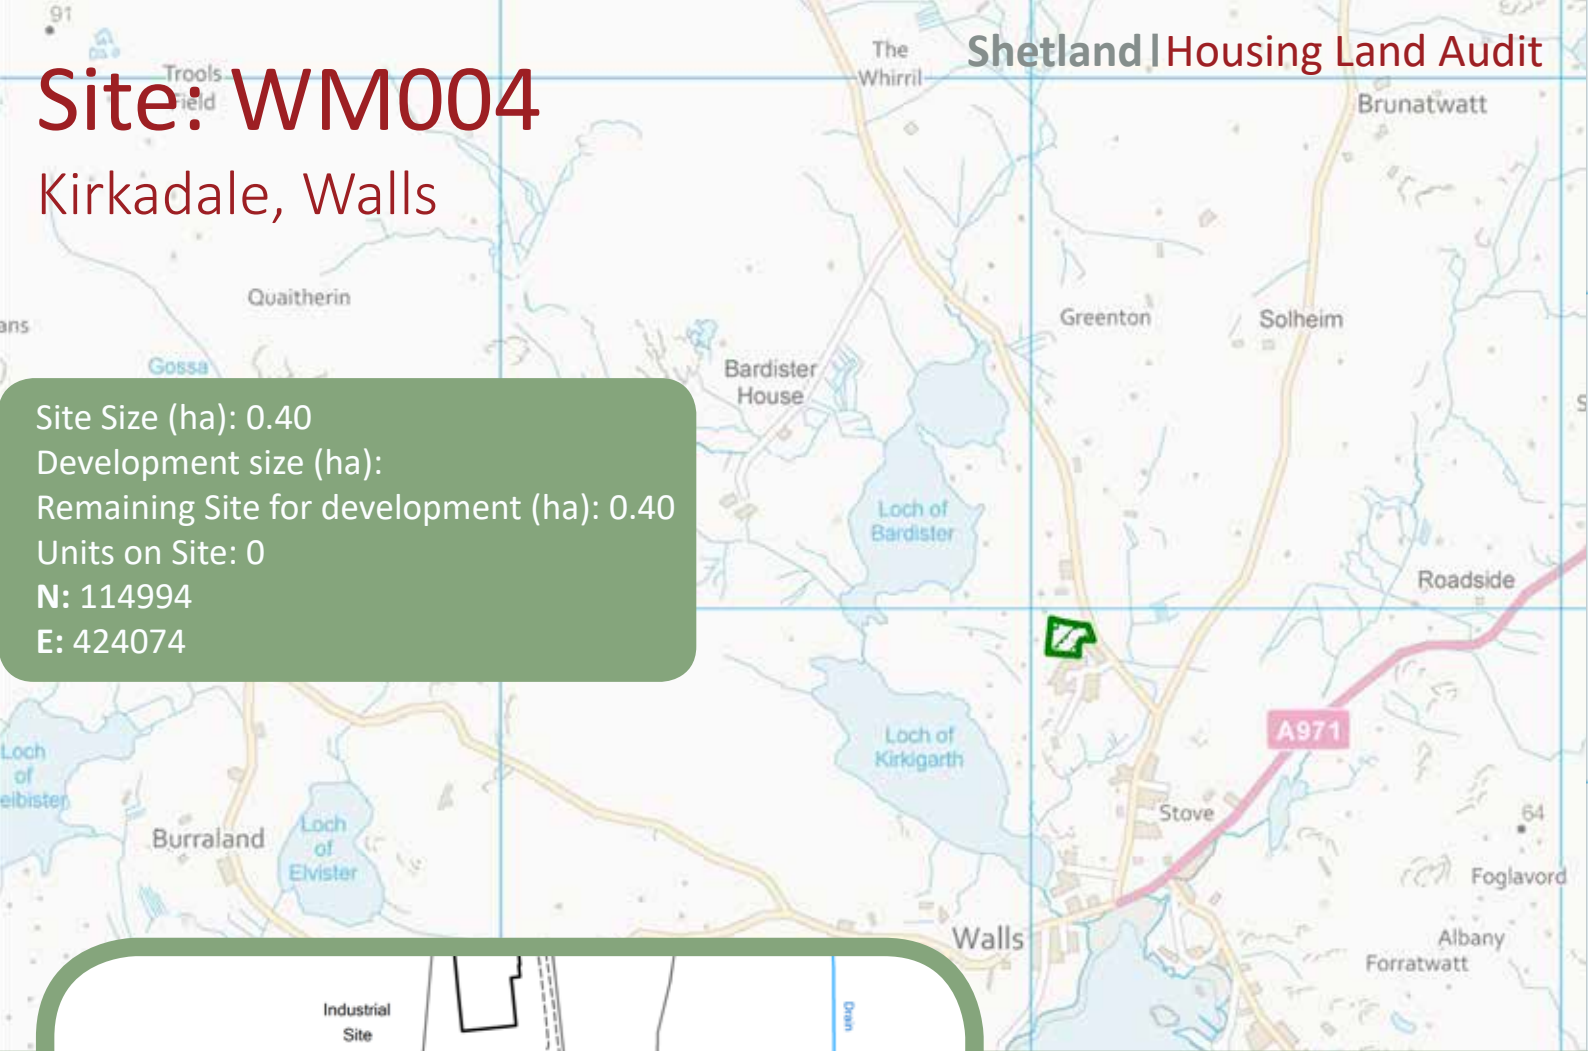 91
Shetland|Housing Land Audit
Site: WM004
Kirkadale, Walls
Trools
Field
The
Whirril
Brunatwatt
Quaitherin
Greenton
Solheim
Gossa
Bardister
House
Site Size (ha): 0.40
Development size (ha):
Remaining Site for development (ha): 0.40
Units on Site: 0
N: 114994
E: 424074
Loch of
Bardister
Roadside
A971
Loch of
Kirkigarth
Loch
of
Stove
64
Burraland
Loch
of
Elvister
Foglavord
Walls
Albany
Forratwatt
Industrial
Site
Drain